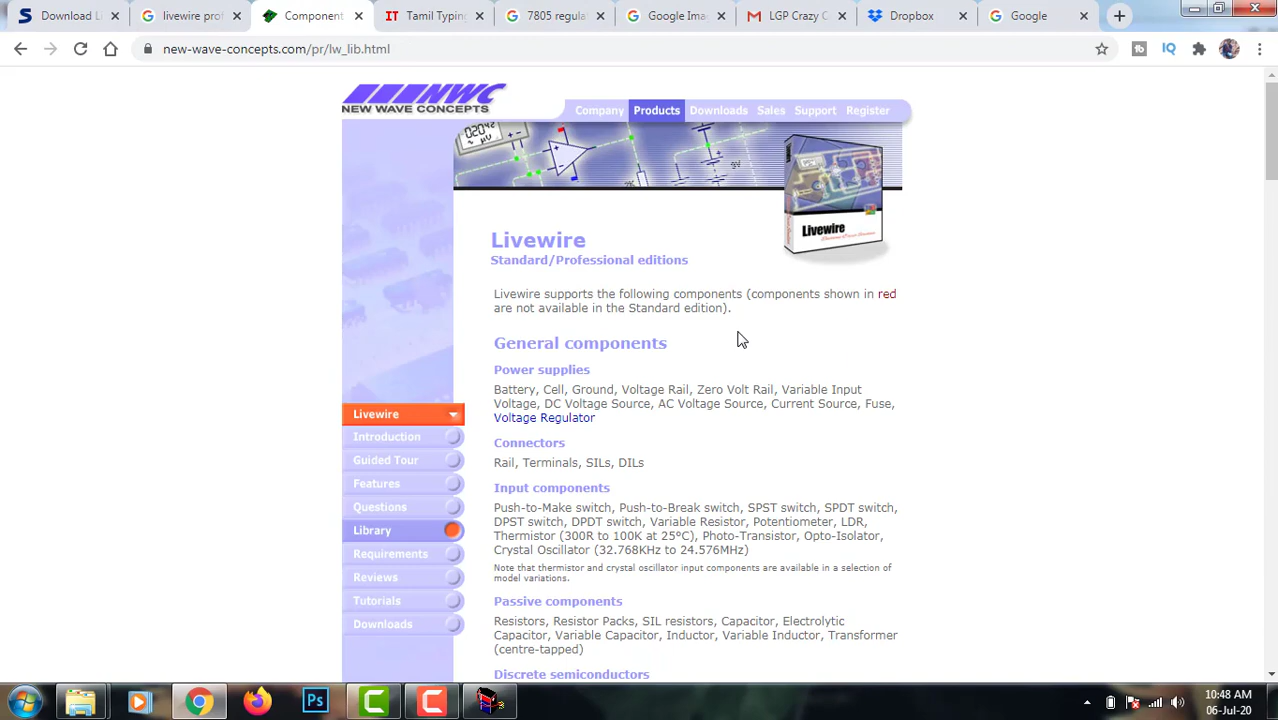 Download Li
livewire prof
Component
Tamil Typing
7805 regulat
Google Ima
LGP Crazy C
Dropbox
Google
new-wave-concepts.com/pr/lw_lib.html
NWC
NEW WAVE CONCEPTS
Company
Products
Downloads
Sales
Support
Register
Livewire
Livewire
Standard/Professional editions
Livewire supports the following components (components shown in red
are not available in the Standard edition).
General components
Power supplies
Battery, Cell, Ground, Voltage Rail, Zero Volt Rail, Variable Input
Voltage, DC Voltage Source, AC Voltage Source, Current Source, Fuse,
Voltage Regulator
Connectors
Rail, Terminals, SILs, DILs
Input components
Push-to-Make switch, Push-to-Break switch, SPST switch, SPDT switch,
DPST switch, DPDT switch, Variable Resistor, Potentiometer, LDR,
Thermistor (300R to 100K at 25°C), Photo-Transistor, Opto-Isolator,
Crystal Oscillator (32.768KHz to 24.576MHz)
Note that thermistor and crystal oscillator input components are available in a selection of
model variations.
Passive components
Resistors, Resistor Packs, SIL resistors, Capacitor, Electrolytic
Capacitor, Variable Capacitor, Inductor, Variable Inductor, Transformer
(centre-tapped)
Discrete semiconductors
Livewire
Introduction
Guided Tour
Features
Questions
Library
Requirements
Reviews
Tutorials
Downloads
10:48 AM
06-Jul-20